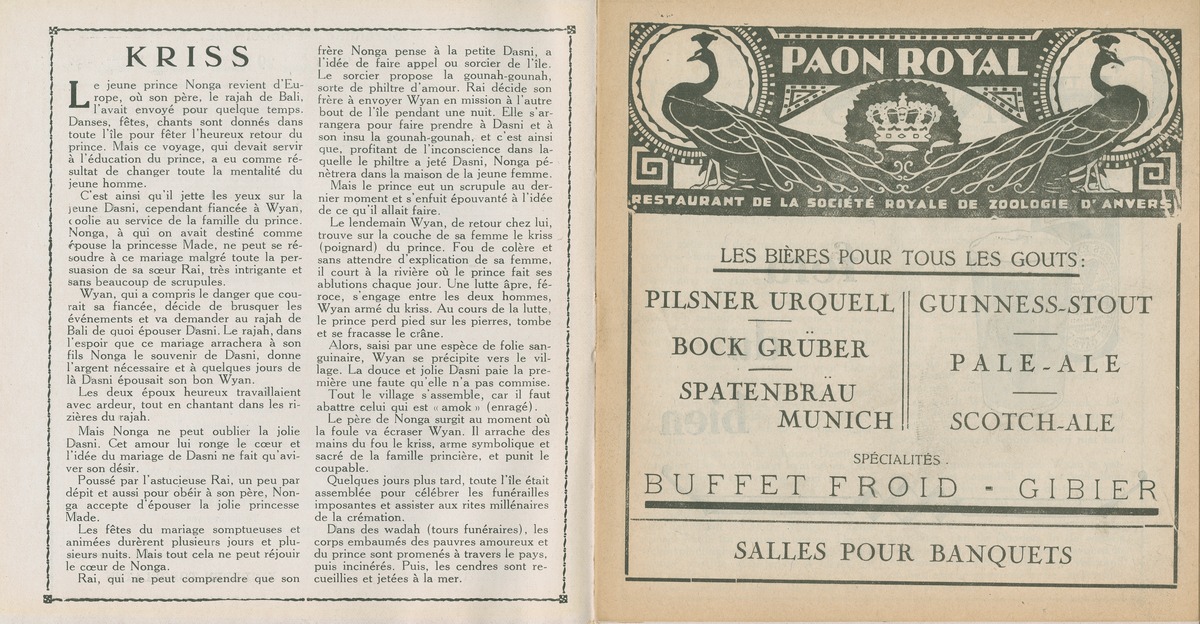 KRISS
Le jeune prince Nonga revient d'Eu-
rope, où son père, le rajah de Bali,
l'avait envoyé pour quelque temps.
Danses, fêtes, chants sont donnés dans
toute l'île pour fêter l'heureux retour du
prince. Mais ce voyage, qui devait servir
à l'éducation du prince, a eu comme ré-
sultat de changer toute la mentalité du
jeune homme.
C'est ainsi qu'il jette les yeux sur la
jeune Dasni, cependant fiancée à Wyan,
coolie au service de la famille du prince.
Nonga, à qui on avait destiné comme
épouse la princesse Made, ne peut se ré-
soudre à ce mariage malgré toute la per-
suasion de sa sœur Rai, très intrigante et
sans beaucoup de scrupules.
Wyan, qui a compris le danger que cou-
rait sa fiancée, décide de brusquer les
événements et va demander au rajah de
Bali de quoi épouser Dasni. Le rajah, dans
l'espoir que ce mariage arrachera à son
fils Nonga le souvenir de Dasni, donne
l'argent nécessaire et à quelques jours de
là Dasni épousait son bon Wyan.
Les deux époux heureux travaillaient
avec ardeur, tout en chantant dans les ri-
zières du rajah.
Mais Nonga ne peut oublier la jolie
Dasni. Cet amour lui ronge le cœur et
l'idée du mariage de Dasni ne fait qu'avi-
ver son désir.
Poussé par l'astucieuse Rai, un peu par
dépit et aussi pour obéir à son père, Non-
ga accepte d'épouser la jolie princesse
Made.
Les fêtes du mariage somptueuses et
animées durèrent plusieurs jours et plu-
sieurs nuits. Mais tout cela ne peut réjouir
le cœur de Nonga.
Rai, qui ne peut comprendre que son
frère Nonga pense à la petite Dasni, a
l'idée de faire appel ou sorcier de l'île.
Le sorcier propose la gounah-gounah,
sorte de philtre d'amour. Rai décide son
frère à envoyer Wyan en mission à l'autre
bout de l'île pendant une nuit. Elle s'ar-
rangera pour faire prendre à Dasni et à
son insu la gounah-gounah, et c'est ainsi
que, profitant de l'inconscience dans la-
quelle le philtre a jeté Dasni, Nonga pé-
nètrera dans la maison de la jeune femme.
Mais le prince eut un scrupule au der-
nier moment et s'enfuit épouvanté à l'idée
de ce qu'il allait faire.
Le lendemain Wyan, de retour chez lui,
trouve sur la couche de sa femme le kriss
(poignard) du prince. Fou de colère et
sans attendre d'explication de sa femme,
il court à la rivière où le prince fait ses
ablutions chaque jour. Une lutte âpre, fé-
roce, s'engage entre les deux hommes,
Wyan armé du kriss. Au cours de la lutte,
le prince perd pied sur les pierres, tombe
et se fracasse le crâne.
Alors, saisi par une espèce de folie san-
guinaire, Wyan se précipite vers le vil-
lage. La douce et jolie Dasni paie la pre-
mière une faute qu'elle n'a pas commise.
Tout le village s'assemble, car il faut
abattre celui qui est « amok » (enragé).
Le père de Nonga surgit au moment où
la foule va écraser Wyan. Il arrache des
mains du fou le kriss, arme symbolique et
sacré de la famille princière, et punit le
coupable.
Quelques jours plus tard, toute l'île était
assemblée pour célébrer les funérailles
imposantes et assister aux rites millénaires
de la crémation.
Dans des wadah (tours funéraires), les
corps embaumés des pauvres amoureux et
du prince sont promenés à travers le pays,
puis incinérés. Puis, les cendres sont re-
cueillies et jetées à la mer.
PAON ROYAL
RESTAURANT DE LA SOCIÉTÉ ROYALE DE ZOOLOGIE D'ANVERS
LES BIÈRES POUR TOUS LES GOUTS:
PILSNER URQUELL
BOCK GRÜBER
SPATENBRÄU
MUNICH
GUINNESS-STOUT
PALE-ALE
SCOTCH-ALE
SPÉCIALITÉS.
BUFFET FROID - GIBIER
SALLES POUR BANQUETS